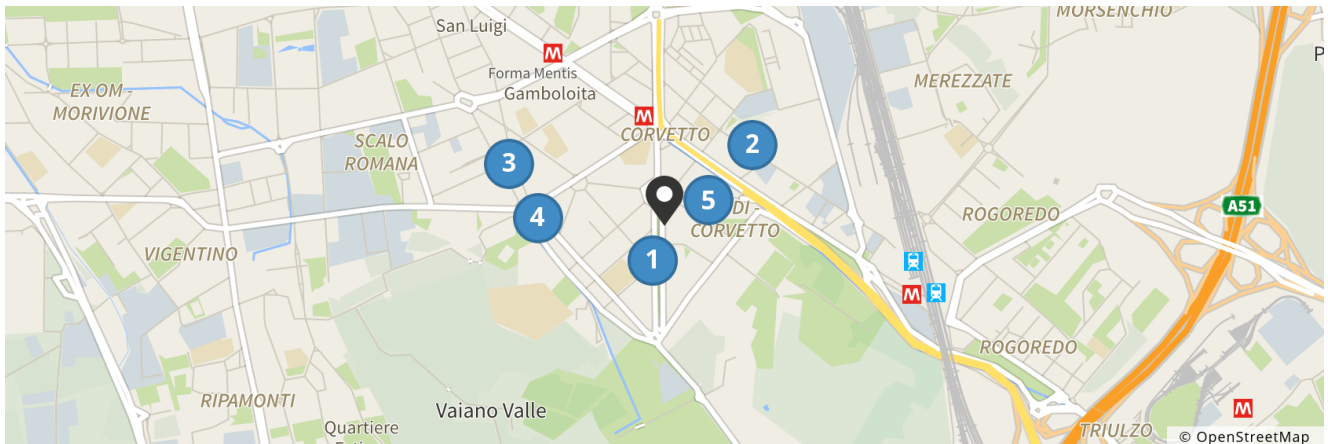 MORSENCHIO
San Luigi
M
Forma Mentis
Gamboloita
EX OM -
MORIVIONE
MEREZZATE
P
M
CORVETTO
SCALO
ROMANA
2
3
5
4
DI -
CORVETTO
ROGOREDO
A51
VIGENTINO
1
M
ROGOREDO
RIPAMONTI
Vaiano Valle
M
Quartiere
TRIULZO
© OpenStreetMap